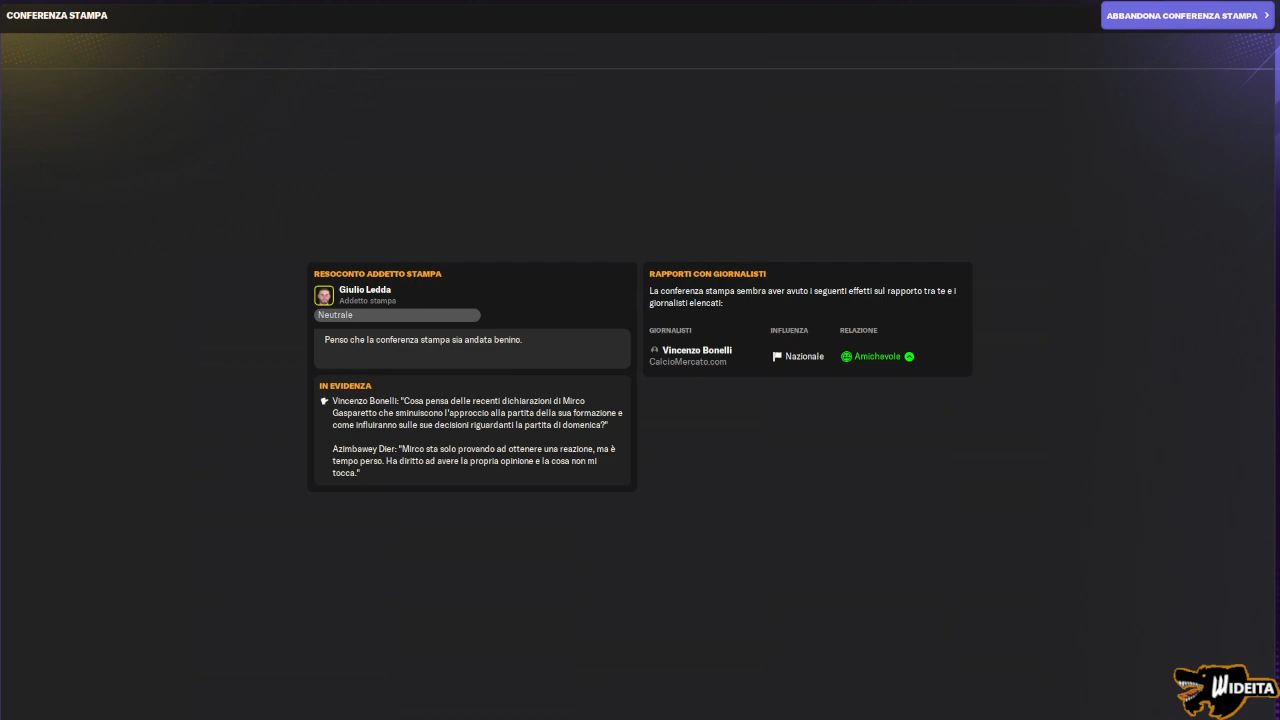 CONFERENZA STAMPA
ABBANDONA CONFERENZA STAMPA
RESOCONTO ADDETTO STAMPA
Giulio Ledda
Addetto stampa
Neutrale
Penso che la conferenza stampa sia andata benino.
IN EVIDENZA
Vincenzo Bonelli: "Cosa pensa delle recenti dichiarazioni di Mirco
Gasparetto che sminuiscono l'approccio alla partita della sua formazione e
come influiranno sulle sue decisioni riguardanti la partita di domenica?"
Azimbawey Dier: "Mirco sta solo provando ad ottenere una reazione, ma è
tempo perso. Ha diritto ad avere la propria opinione e la cosa non mi
tocca."
RAPPORTI CON GIORNALISTI
La conferenza stampa sembra aver avuto i seguenti effetti sul rapporto tra te e i
giornalisti elencati:
GIORNALISTI INFLUENZA RELAZIONE
Vincenzo Bonelli
CalcioMercato.com
Nazionale
Amichevole
WIDEITA